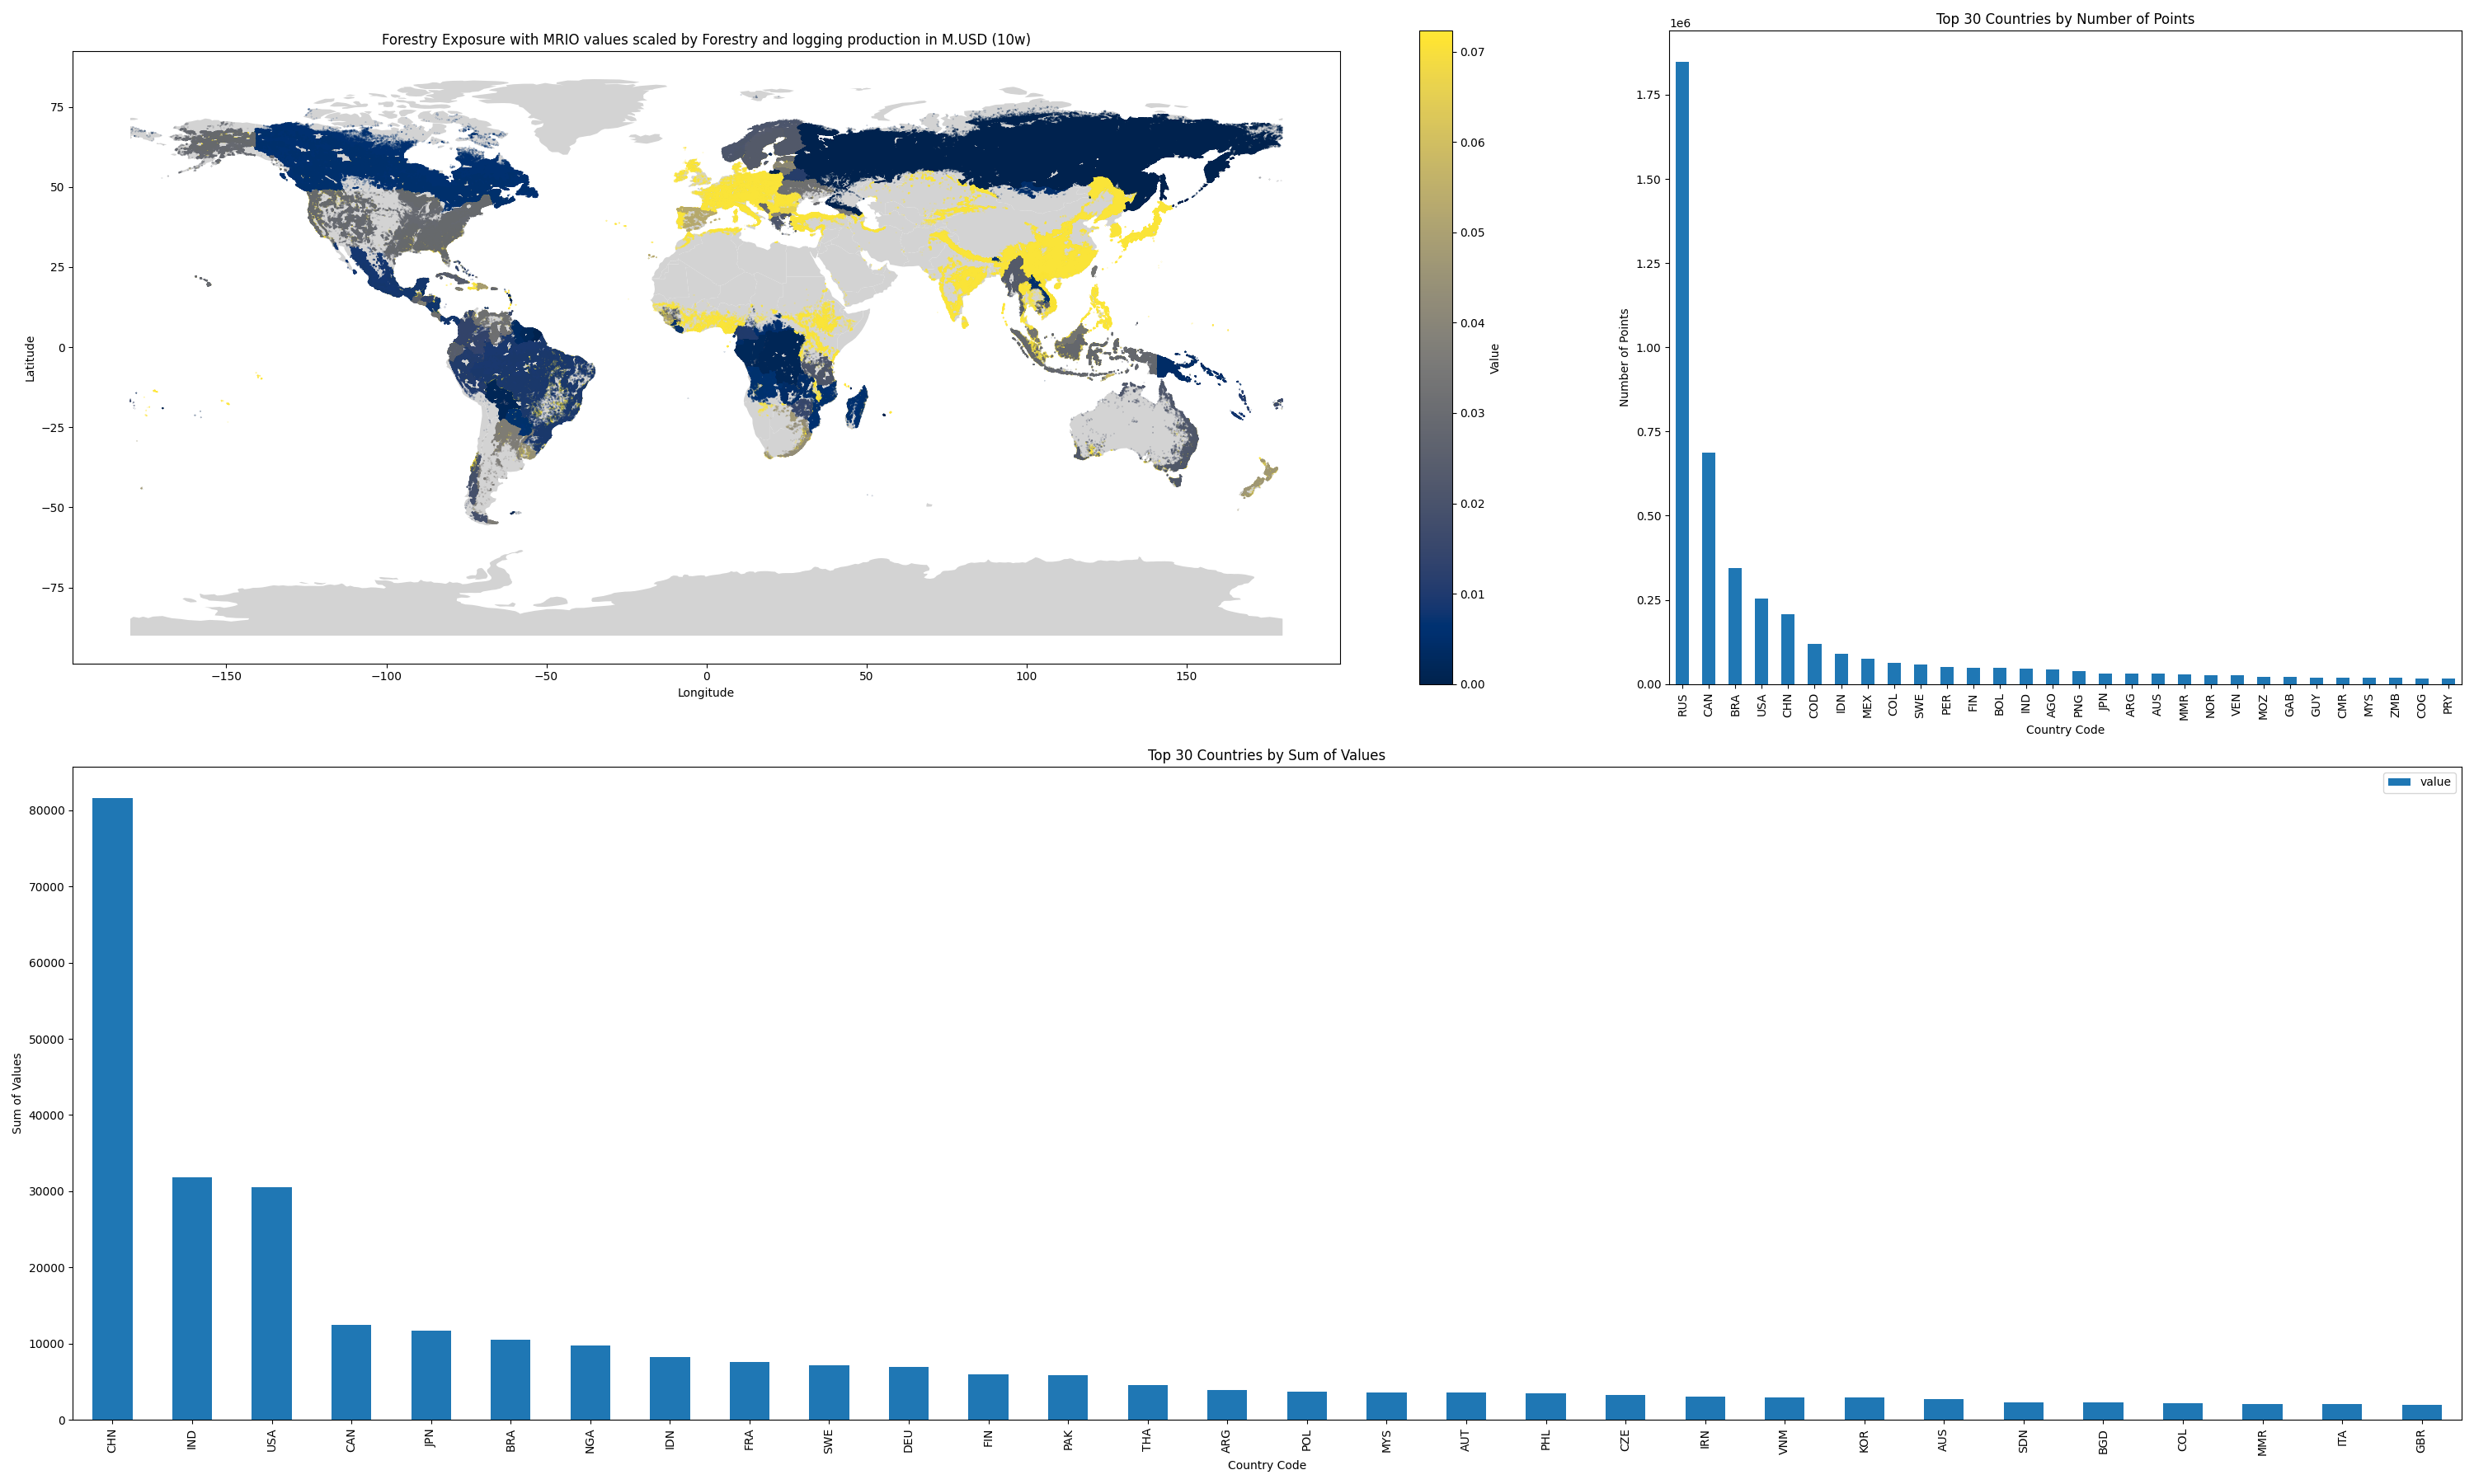 Forestry Exposure with MRIO values scaled by Forestry and logging production in M.USD (10w)
75
50
25
0
−25
−50
−75
Latitude
−150
−100
−50
0
50
100
150
Longitude
0.07
0.06
0.05
0.04
0.03
0.02
0.01
0.00
Value
Top 30 Countries by Number of Points
1e6
1.75
1.50
1.25
1.00
0.75
0.50
0.25
0.00
Number of Points
RUS
CAN
BRA
USA
CHN
COD
IDN
MEX
COL
SWE
PER
FIN
BOL
IND
AGO
PNG
JPN
ARG
AUS
MMR
NOR
VEN
MOZ
GAB
GUY
CMR
MYS
ZMB
COG
PRY
Country Code
Top 30 Countries by Sum of Values
value
80000
70000
60000
50000
40000
30000
20000
10000
0
Sum of Values
CHN
IND
USA
CAN
JPN
BRA
NGA
IDN
FRA
SWE
DEU
FIN
PAK
THA
ARG
POL
MYS
AUT
PHL
CZE
IRN
VNM
KOR
AUS
SDN
BGD
COL
MMR
ITA
GBR
Country Code